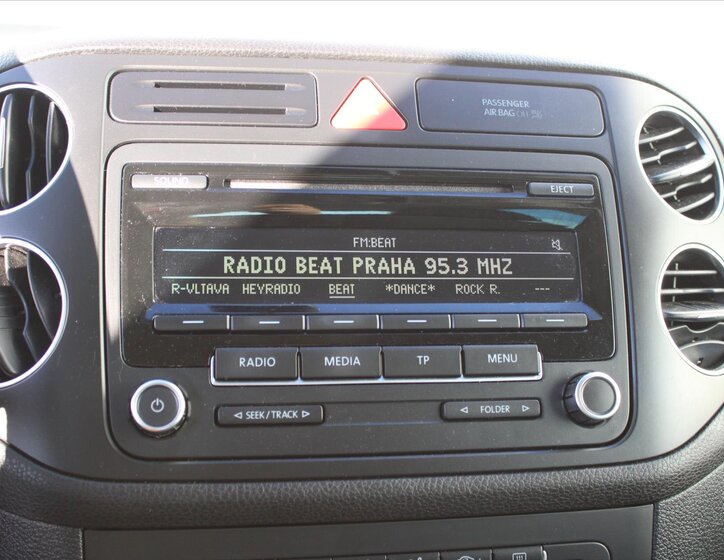 PASSENGER
AIR BAG OFF
SOUND
EJECT
FM:BEAT
RADIO BEAT PRAHA 95.3 MHZ
R-VLTAVA HEYRADIO BEAT *DANCE* ROCK R. ---
RADIO MEDIA TP MENU
SEEK/TRACK
FOLDER